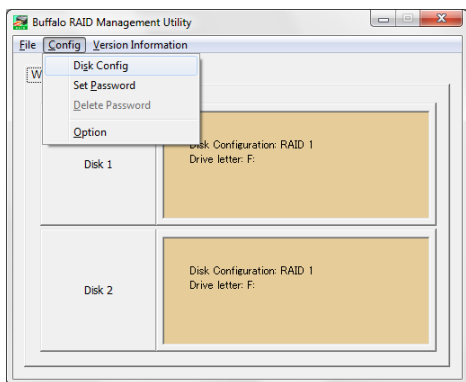 Buffalo RAID Management Utility
File Config Version Information
W
Disk Config
Set Password
Delete Password
Option
Disk 1
Disk Configuration: RAID 1
Drive letter: F:
Disk 2
Disk Configuration: RAID 1
Drive letter: F: